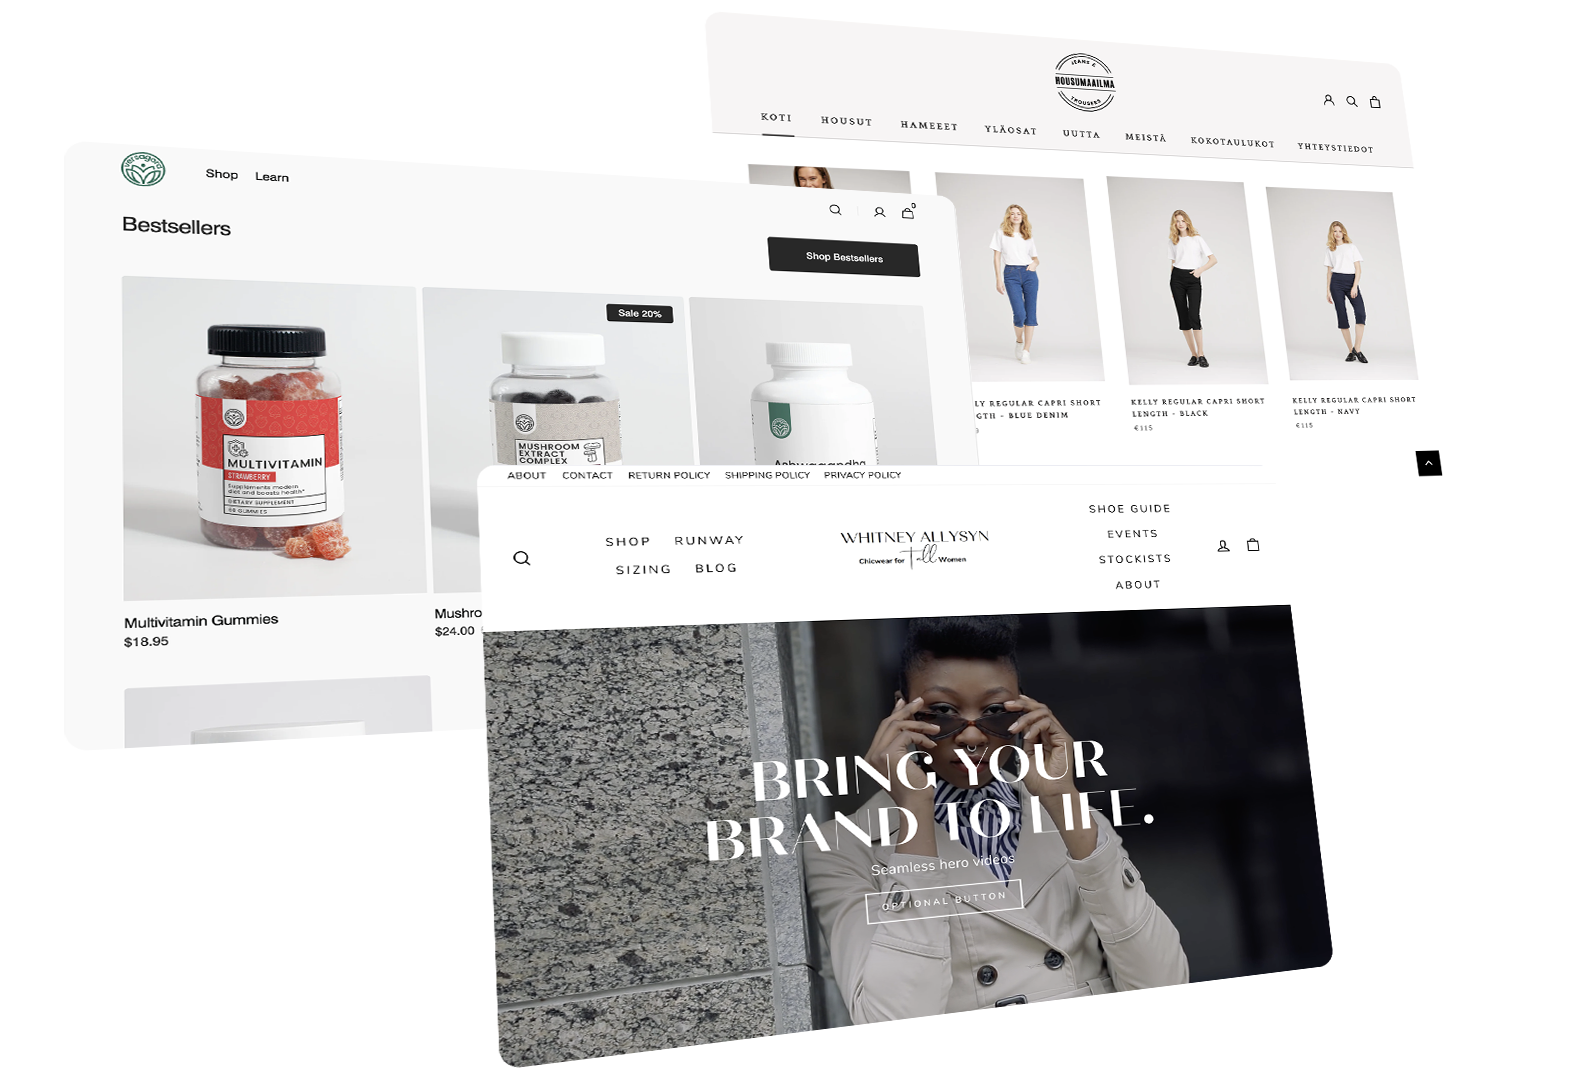 JEANS &
HOUSUMAAILMA
TROUSERS
KOTI HOUSUT HAMEEET YLÄOSAT UUTTA MEISTÄ KOKOTAULUKOT YHTEYSTIEDOT
LY REGULAR CAPRI SHORT
GTH - BLUE DENIM
KELLY REGULAR CAPRI SHORT
LENGTH - BLACK
€115
KELLY REGULAR CAPRI SHORT
LENGTH - NAVY
€115
versagard
Shop Learn
0
Bestsellers
Shop Bestsellers
Sale 20%
MULTIVITAMIN
STRAWBERRY
Supplements modern
diet and boosts health*
DIETARY SUPPLEMENT
60 GUMMIES
MUSHROOM
EXTRACT
COMPLEX
Ashwagandha
Multivitamin Gummies
$18.95
Mushro
$24.00
ABOUT CONTACT RETURN POLICY SHIPPING POLICY PRIVACY POLICY
SHOP RUNWAY
SIZING BLOG
WHITNEY ALLYSYN
Chicwear for Tall Women
SHOE GUIDE
EVENTS
STOCKISTS
ABOUT
BRING YOUR
BRAND TO LIFE.
Seamless hero videos
OPTIONAL BUTTON